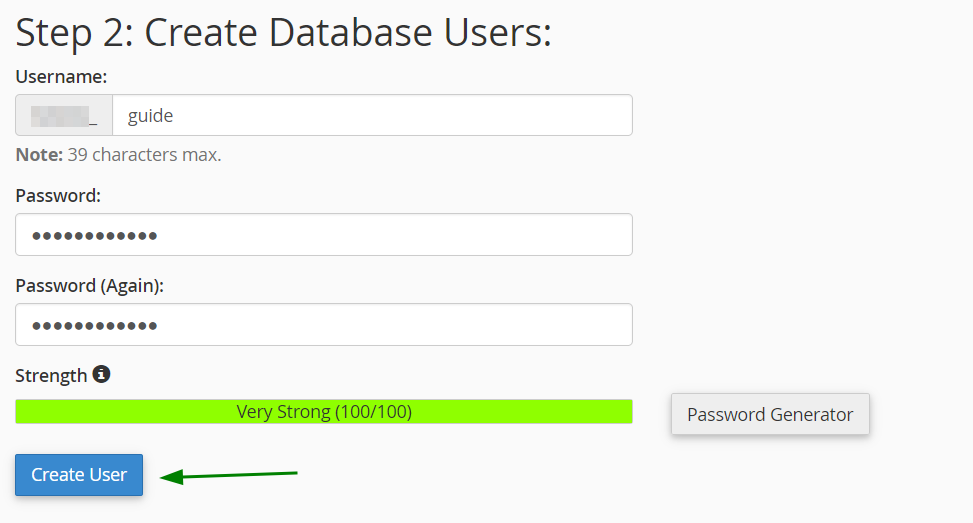 Step 2: Create Database Users:
Username:
_ guide
Note: 39 characters max.
Password:
••••••••••••
Password (Again):
••••••••••••
Strength
Very Strong (100/100)
Password Generator
Create User